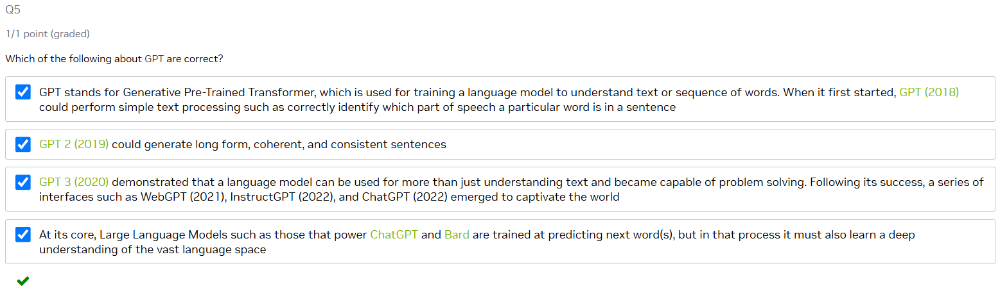 Q5
1/1 point (graded)
Which of the following about GPT are correct?
GPT stands for Generative Pre-Trained Transformer, which is used for training a language model to understand text or sequence of words. When it first started, GPT (2018)
could perform simple text processing such as correctly identify which part of speech a particular word is in a sentence
GPT 2 (2019) could generate long form, coherent, and consistent sentences
GPT 3 (2020) demonstrated that a language model can be used for more than just understanding text and became capable of problem solving. Following its success, a series of
interfaces such as WebGPT (2021), InstructGPT (2022), and ChatGPT (2022) emerged to captivate the world
At its core, Large Language Models such as those that power ChatGPT and Bard are trained at predicting next word(s), but in that process it must also learn a deep
understanding of the vast language space